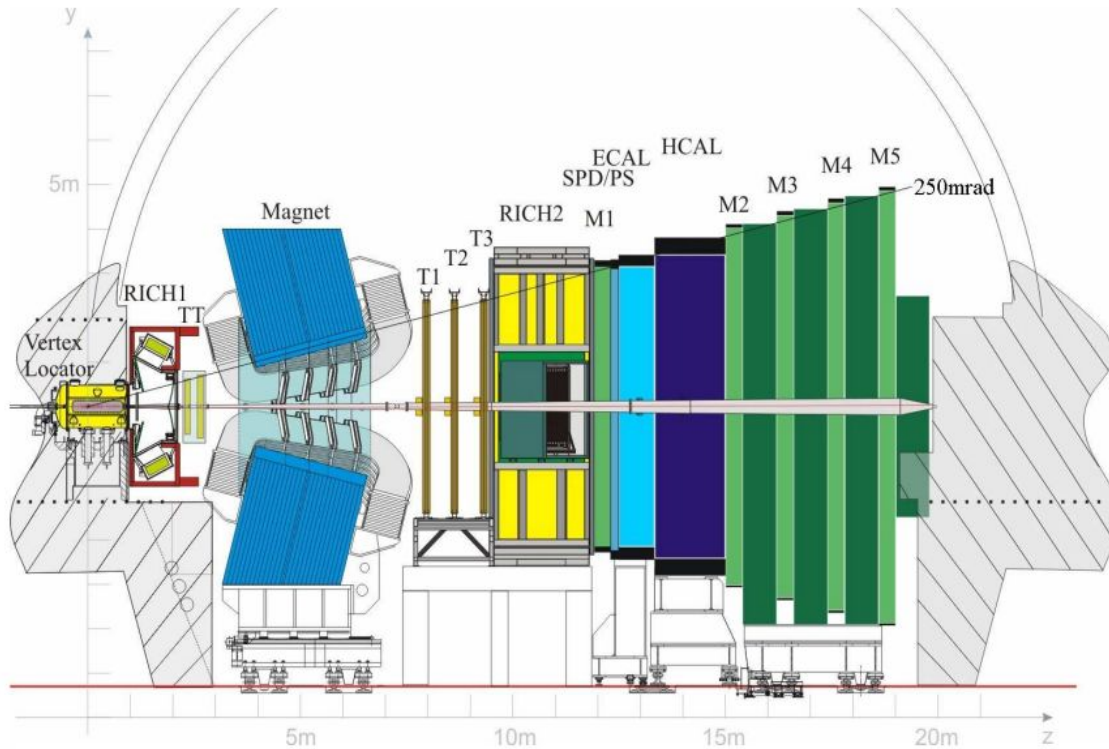 y
5m
HCAL
ECAL
SPD/PS
M5
M4
M3
M2
250mrad
Magnet
RICH2
M1
T3
T2
T1
RICH1
TT
Vertex
Locator
5m
10m
15m
20m
z